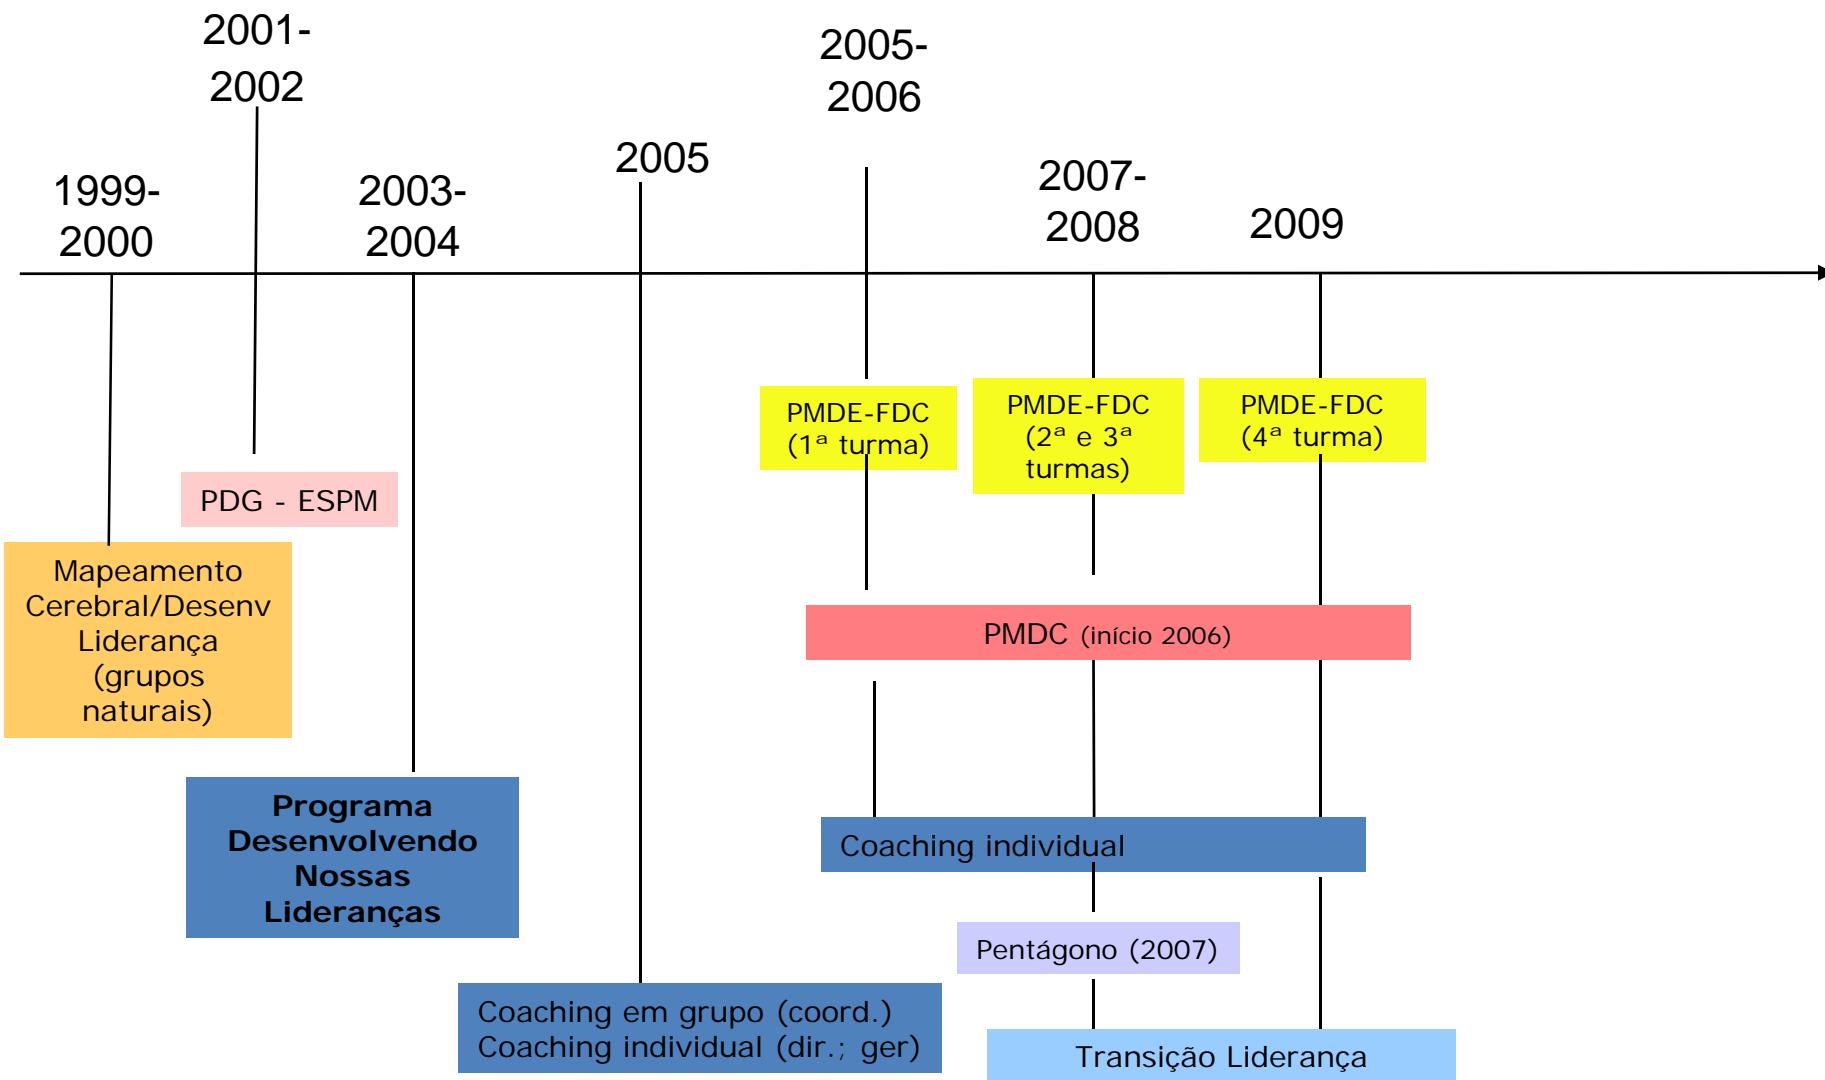 2001-
2002
2005-
2006
2005
1999-
2000
2003-
2004
2007-
2008
2009
PMDE-FDC
(1ª turma)
PMDE-FDC
(2ª e 3ª
turmas)
PMDE-FDC
(4ª turma)
PDG - ESPM
Mapeamento
Cerebral/Desenv
Liderança
(grupos
naturais)
PMDC (início 2006)
Programa
Desenvolvendo
Nossas
Lideranças
Coaching individual
Pentágono (2007)
Coaching em grupo (coord.)
Coaching individual (dir.; ger)
Transição Liderança